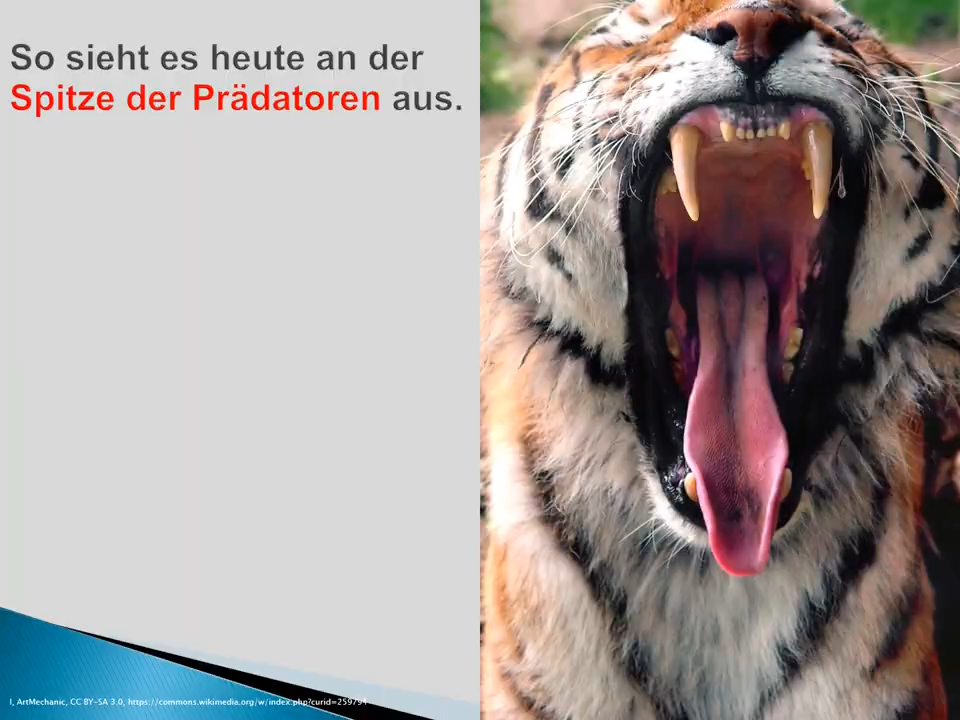 So sieht es heute an der
Spitze der Prädatoren aus.
I, ArtMechanic, CC BY-SA 3.0, https://commons.wikimedia.org/w/index.php?curid=259794